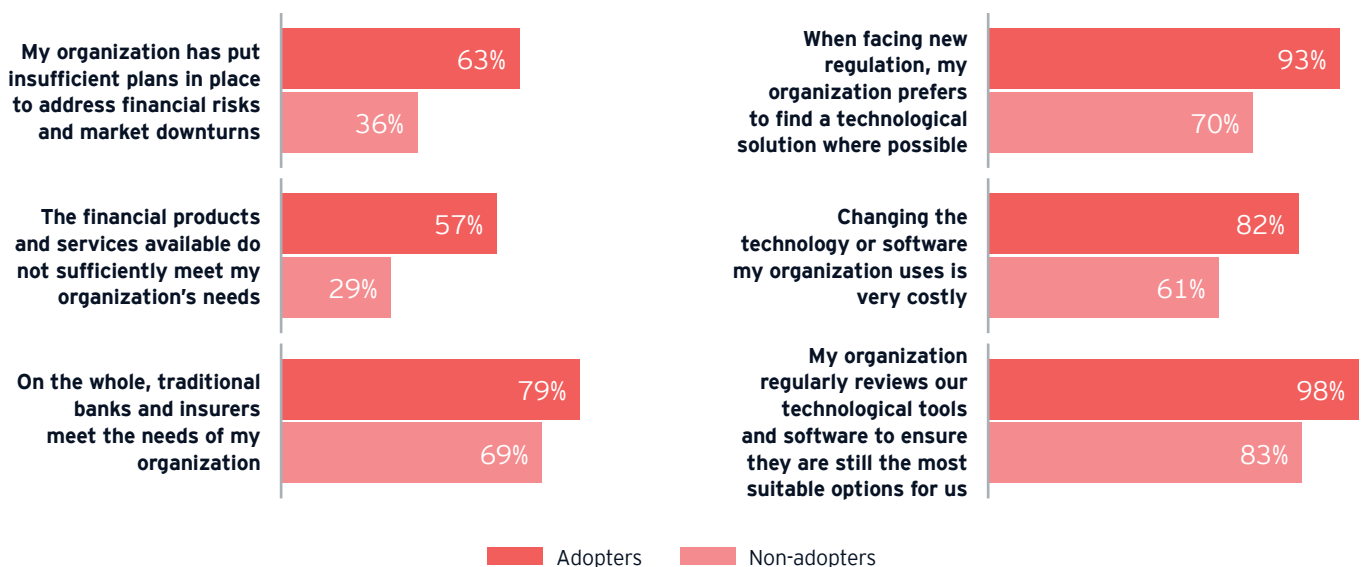 My organization has put
insufficient plans in place
to address financial risks
and market downturns
63%
36%
The financial products
and services available do
not sufficiently meet my
organization's needs
57%
29%
On the whole, traditional
banks and insurers
meet the needs of my
organization
79%
69%
When facing new
regulation, my
organization prefers
to find a technological
solution where possible
93%
70%
Changing the
technology or software
my organization uses is
very costly
82%
61%
My organization
regularly reviews our
technological tools
and software to ensure
they are still the most
suitable options for us
98%
83%
Adopters
Non-adopters